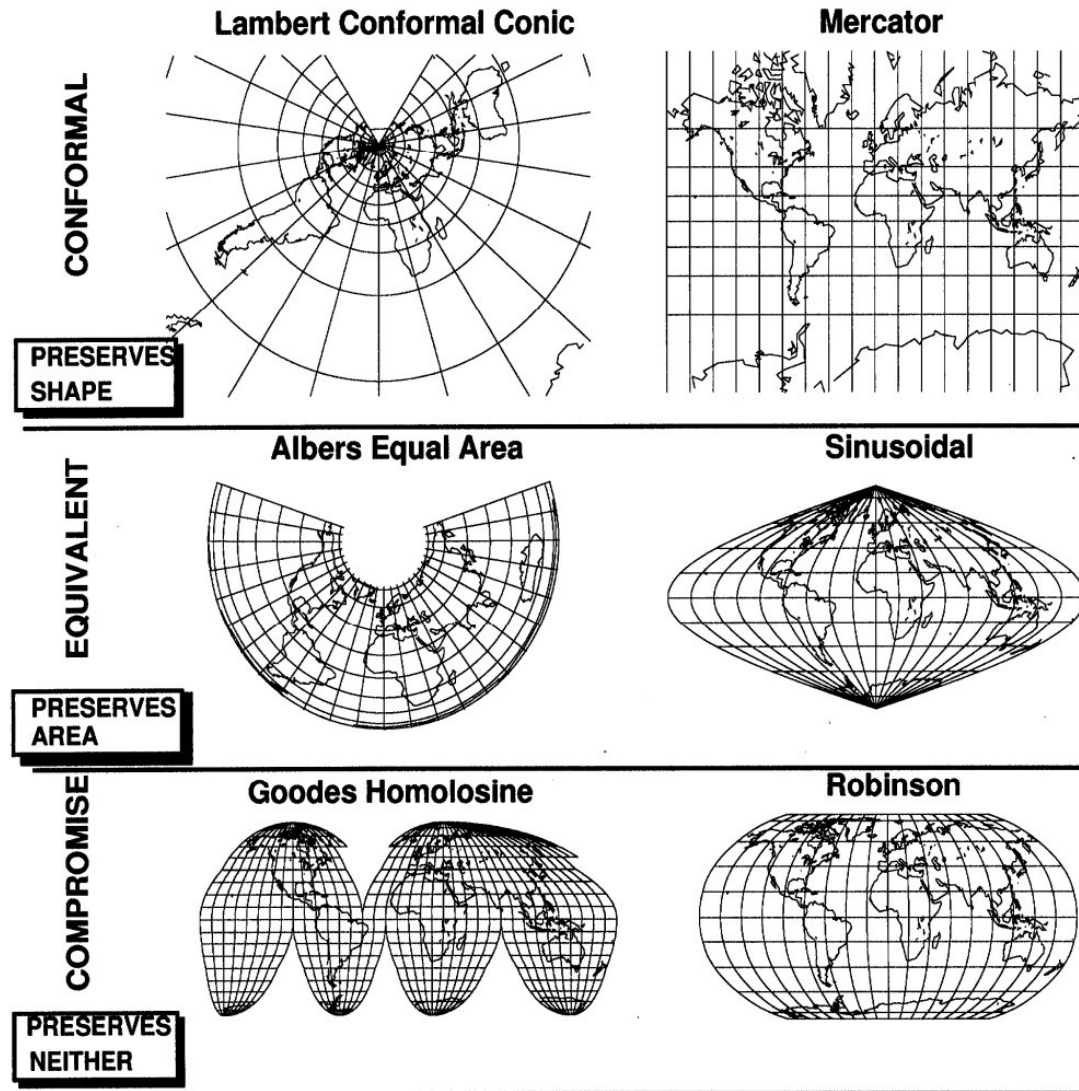 Lambert Conformal Conic
Mercator
CONFORMAL
PRESERVES
SHAPE
Albers Equal Area
Sinusoidal
EQUIVALENT
PRESERVES
AREA
Goodes Homolosine
Robinson
COMPROMISE
PRESERVES
NEITHER